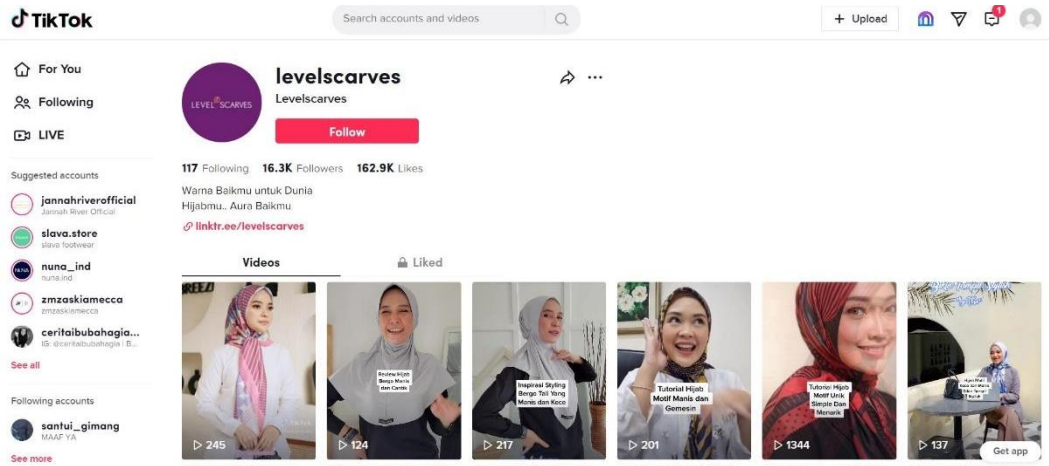 TikTok
Search accounts and videos
+ Upload
1
For You
Following
LIVE
Suggested accounts
jannahriverofficial
Jannah River Official
slava.store
slava footwear
nuna_ind
nuna.ind
zmzaskiamecca
zmzaskiamecca
ceritaibubahagia...
IG: @ceritaibubahagia | B...
See all
Following accounts
santui_gimang
MAAF YA
See more
LEVEL SCARVES
levelscarves
Levelscarves
Follow
117 Following 16.3K Followers 162.9K Likes
Warna Baikmu untuk Dunia
Hijabmu.. Aura Baikmu
linktr.ee/levelscarves
Videos
Liked
245
Review Hijab
Bergo Manis
dan Cantik
124
Inspirasi Styling
Bergo Tali Yang
Manis dan Kece
217
Tutorial Hijab
Motif Manis dan
Gemesin
201
Tutorial Hijab
Motif Unik
Simple Dan
Menarik
1344
137
Get app